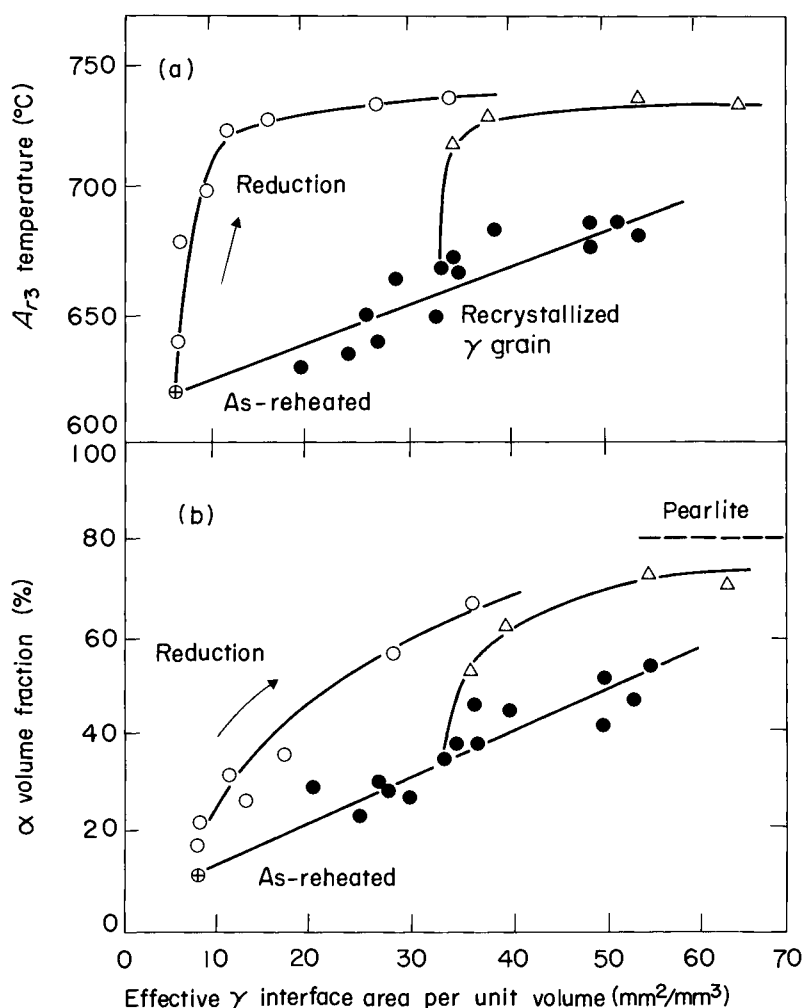 750
(a)
Reduction
700
A_{r3} temperature (°C)
650
Recrystallized
γ grain
As-reheated
600
100
(b)
Pearlite
80
Reduction
60
α volume fraction (%)
40
20
As-reheated
0
0 10 20 30 40 50 60 70
Effective γ interface area per unit volume (mm²/mm³)